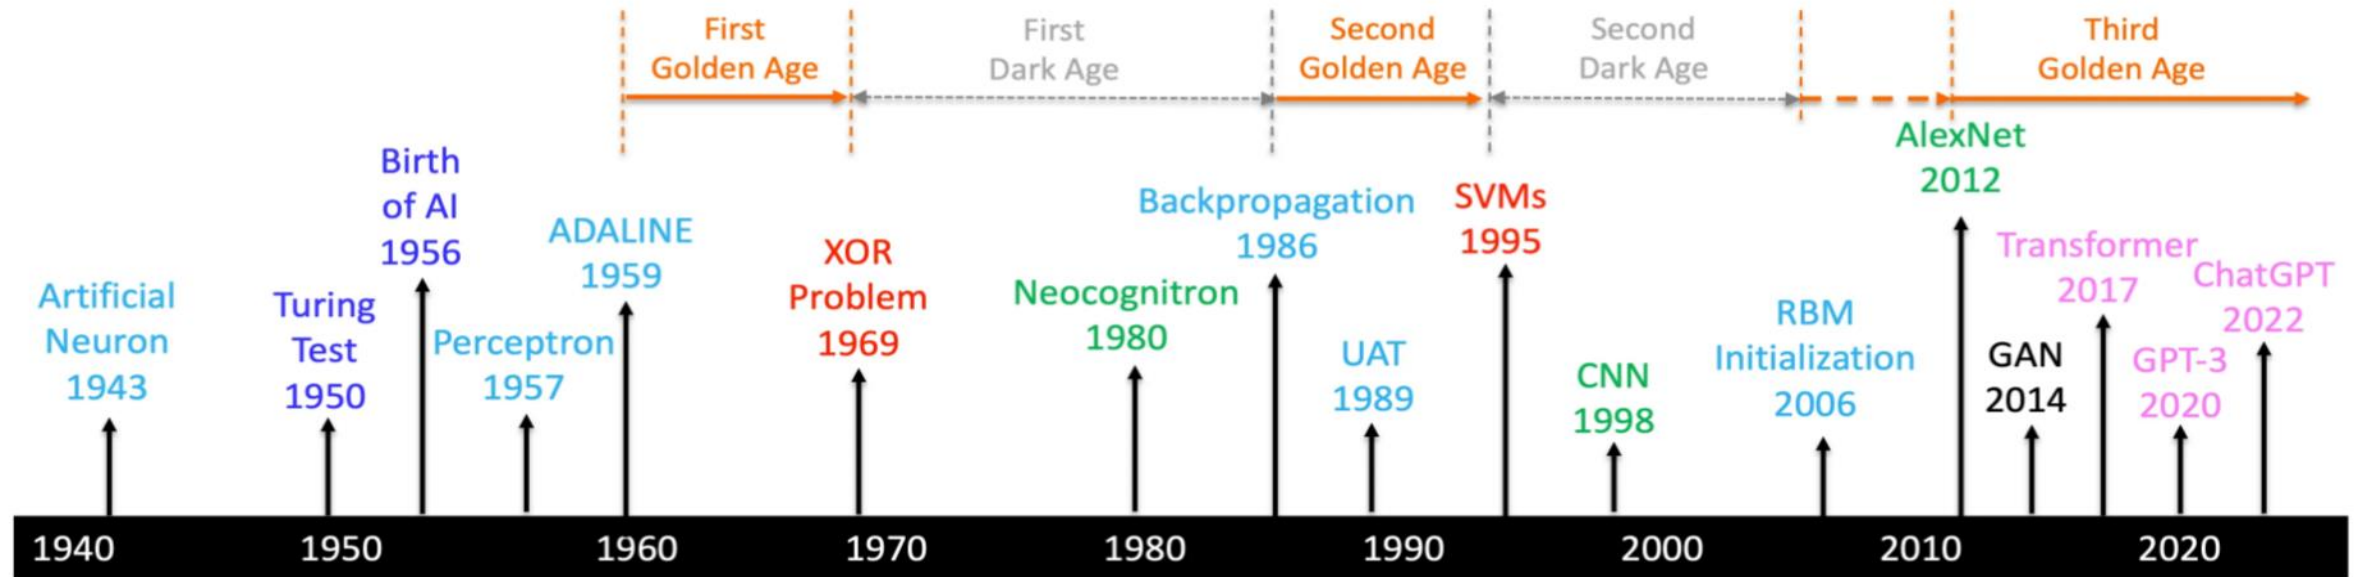 First
Golden Age
First
Dark Age
Second
Golden Age
Second
Dark Age
Third
Golden Age
Artificial
Neuron
1943
Turing
Test
1950
Birth
of AI
1956
Perceptron
1957
ADALINE
1959
XOR
Problem
1969
Neocognitron
1980
Backpropagation
1986
UAT
1989
SVMs
1995
CNN
1998
RBM
Initialization
2006
AlexNet
2012
GAN
2014
Transformer
2017
GPT-3
2020
ChatGPT
2022
1940 1950 1960 1970 1980 1990 2000 2010 2020